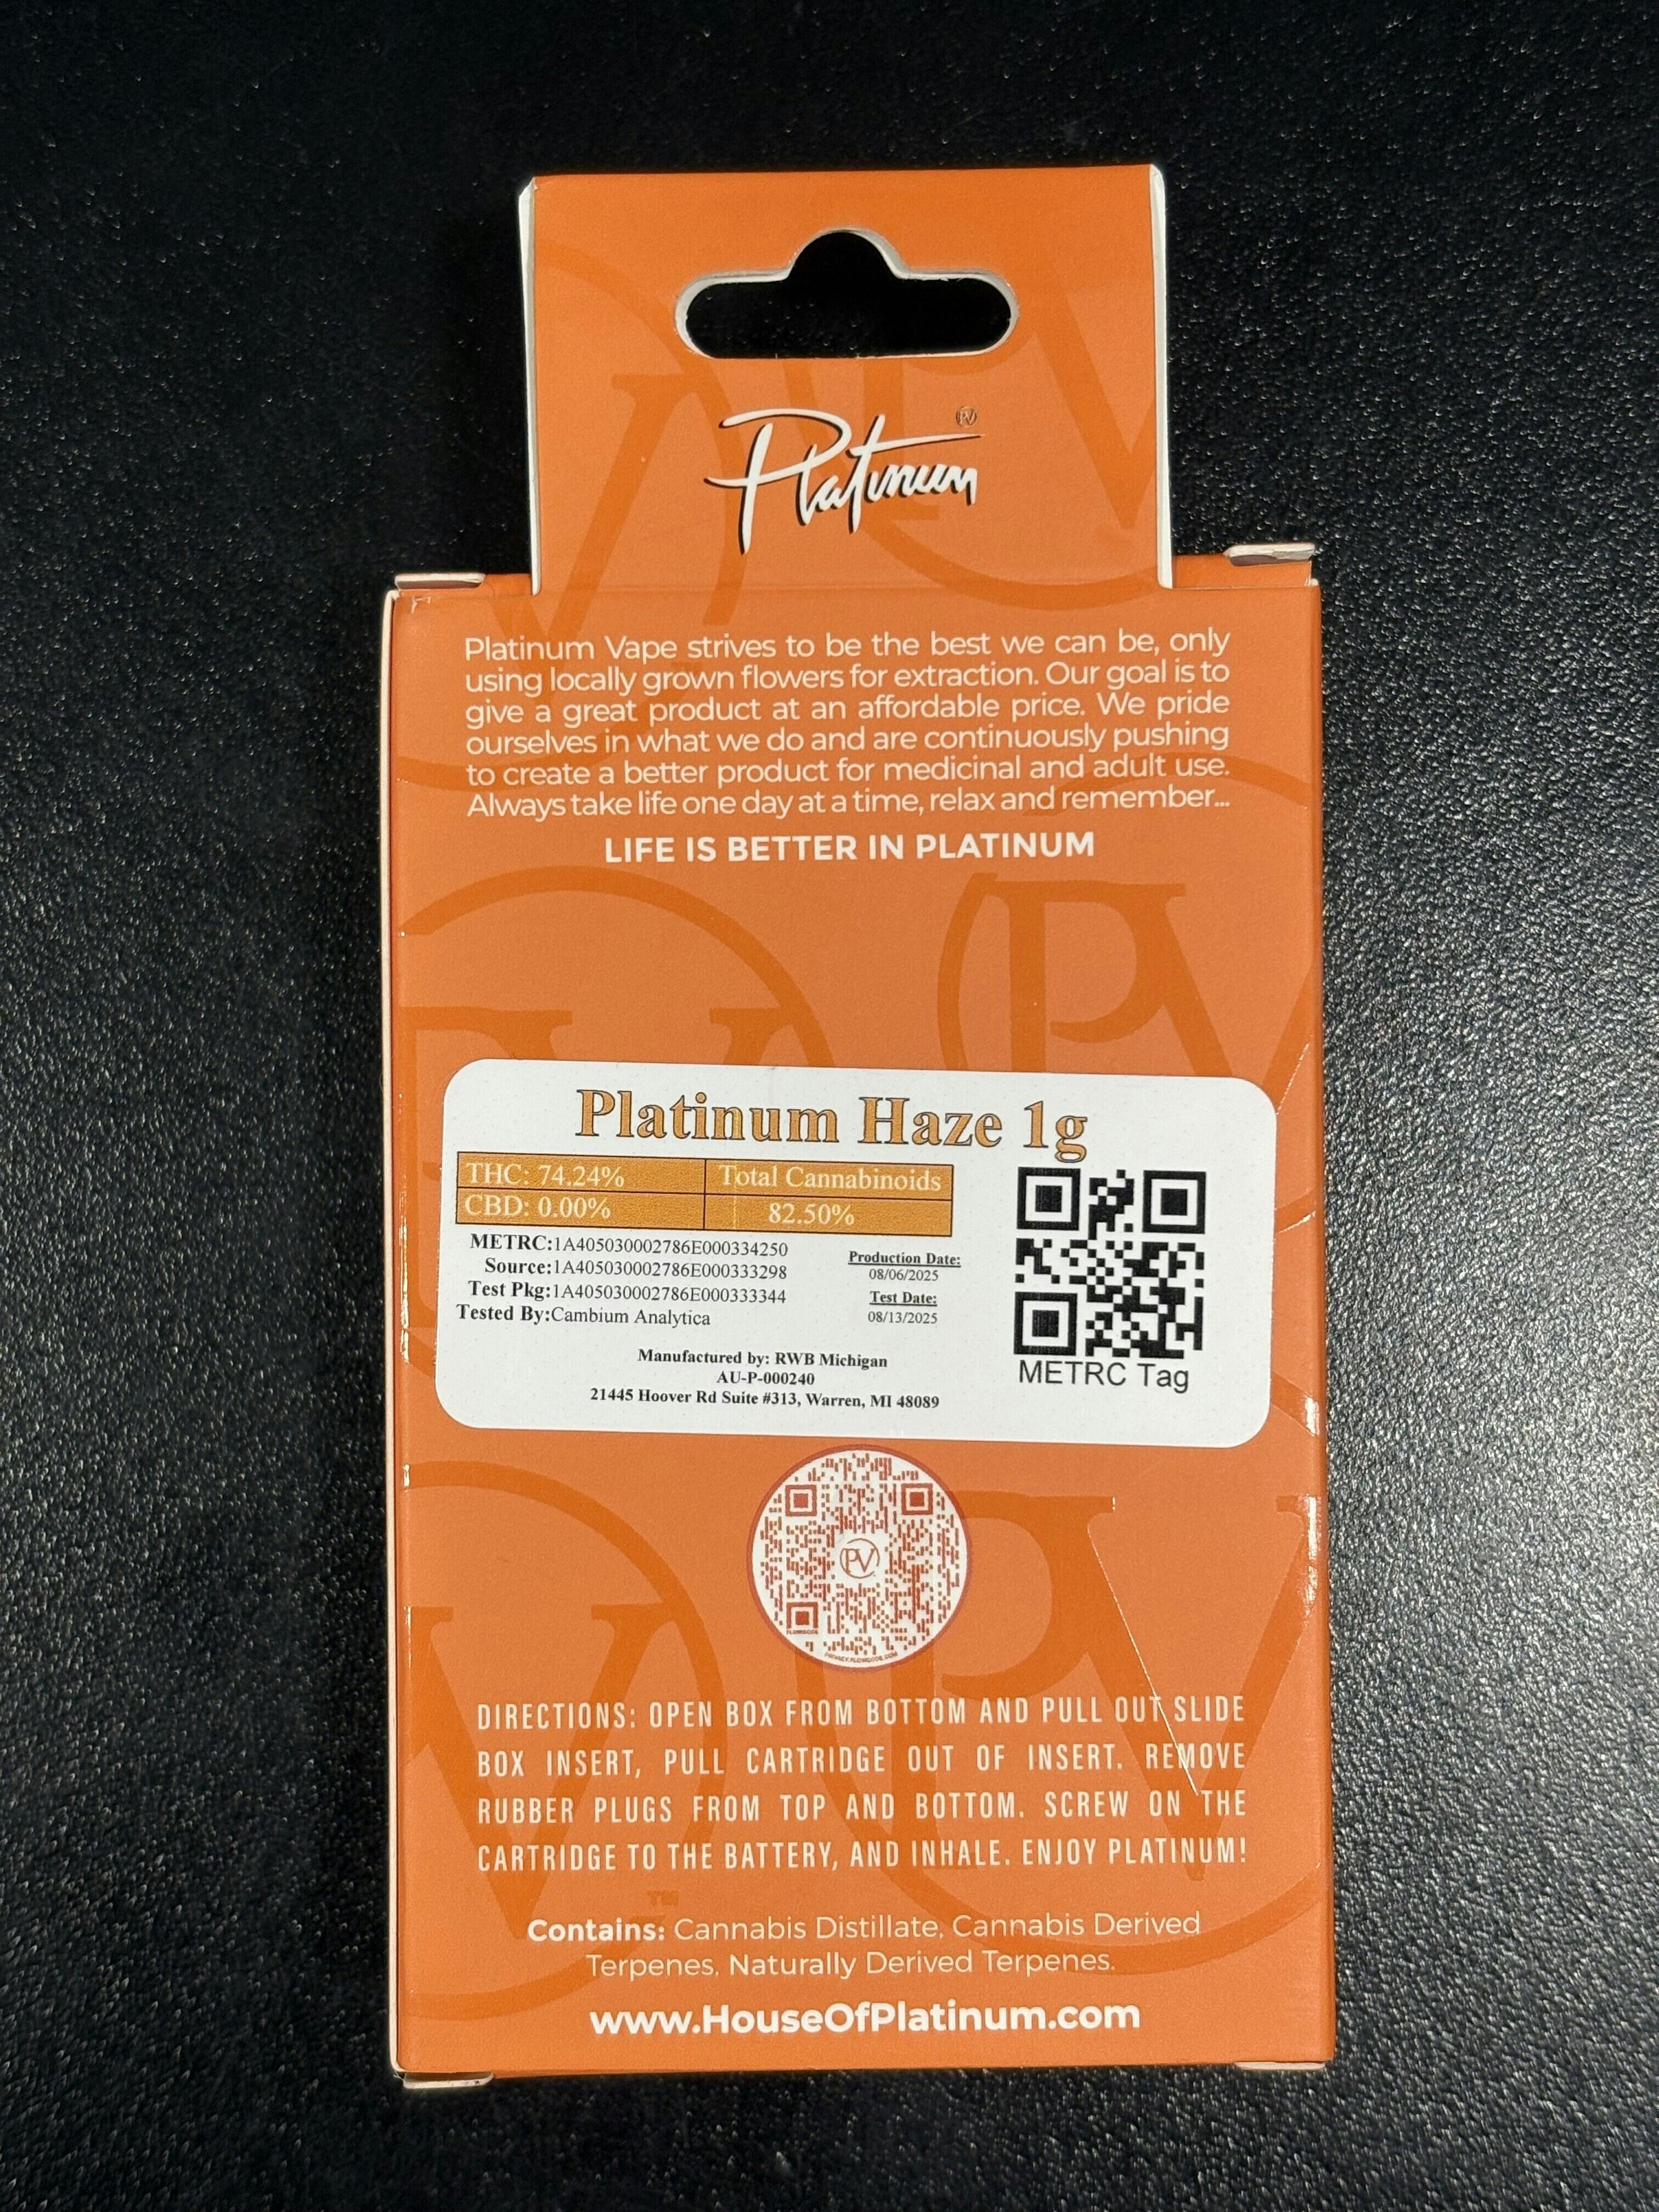 Platinum
PV
Platinum Vape strives to be the best we can be, only
using locally grown flowers for extraction. Our goal is to
give a great product at an affordable price. We pride
ourselves in what we do and are continuously pushing
to create a better product for medicinal and adult use.
Always take life one day at a time, relax and remember...
LIFE IS BETTER IN PLATINUM
Platinum Haze 1g
THC: 74.24% Total Cannabinoids
CBD: 0.00% 82.50%
METRC:1A405030002786E000334250
Source:1A405030002786E000333298
Test Pkg:1A405030002786E000333344
Tested By:Cambium Analytica
Production Date:
08/06/2025
Test Date:
08/13/2025
Manufactured by: RWB Michigan
AU-P-000240
21445 Hoover Rd Suite #313, Warren, MI 48089
METRC Tag
PV
FLOWCODE
PRIVACY.FLOWCODE.COM
DIRECTIONS: OPEN BOX FROM BOTTOM AND PULL OUT SLIDE
BOX INSERT, PULL CARTRIDGE OUT OF INSERT. REMOVE
RUBBER PLUGS FROM TOP AND BOTTOM. SCREW ON THE
CARTRIDGE TO THE BATTERY, AND INHALE. ENJOY PLATINUM!
Contains: Cannabis Distillate, Cannabis Derived
Terpenes, Naturally Derived Terpenes.
www.HouseOfPlatinum.com